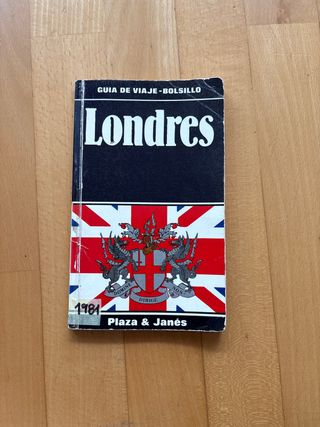 GUIA DE VIAJE-BOLSILLO
Londres
1981
Plaza & Janés